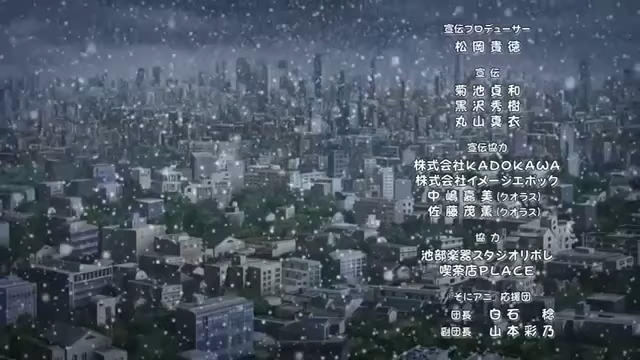 宣伝プロデューサー
松岡貴徳
宣伝
菊池貞和
黒沢秀樹
丸山真衣
宣伝協力
株式会社KADOKAWA
株式会社イメージエポック
中嶋嘉美(クオラス)
佐藤茂薫(クオラス)
協力
池部楽器スタジオリボレ
喫茶店PLACE
そにアニ」応援団
団長 白石 稔
副団長 山本彩乃